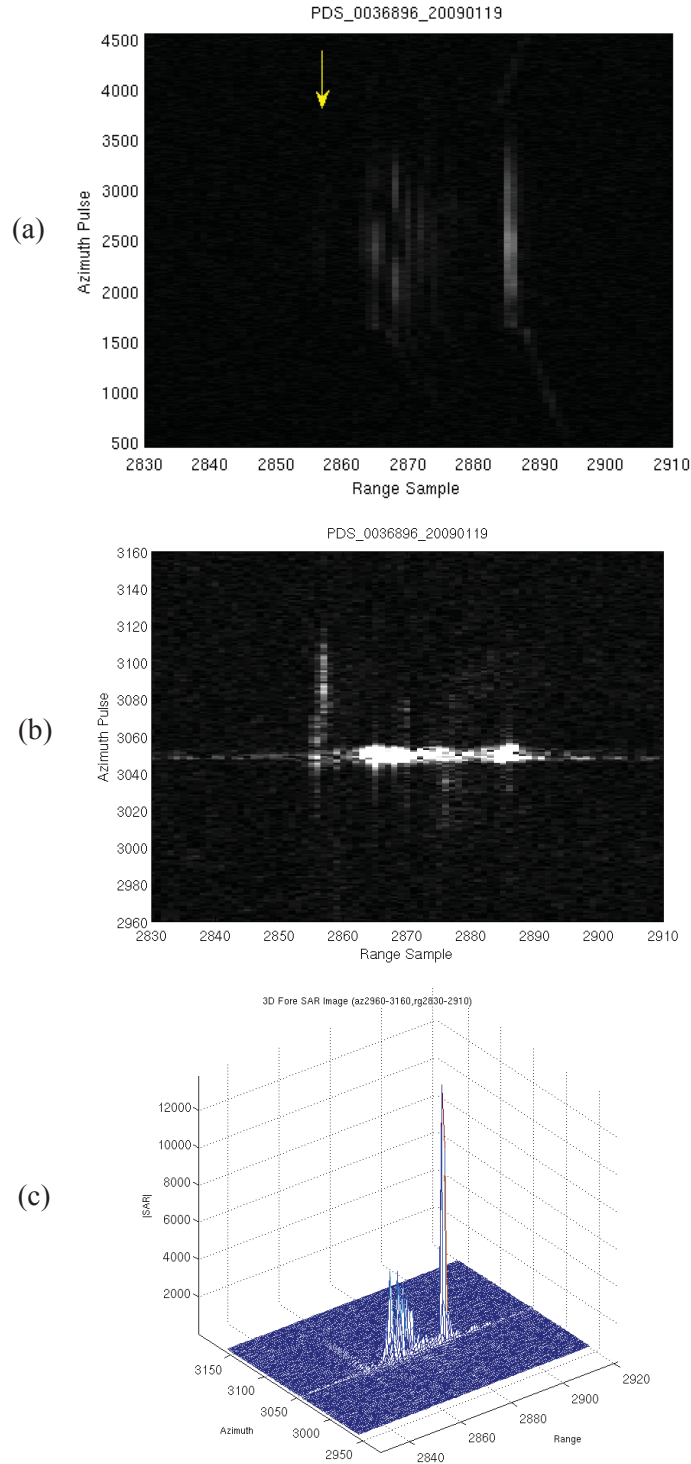 PDS_0036896_20090119
(a)
Azimuth Pulse
4500
4000
3500
3000
2500
2000
1500
1000
500
2830 2840 2850 2860 2870 2880 2890 2900 2910
Range Sample
PDS_0036896_20090119
(b)
Azimuth Pulse
3160
3140
3120
3100
3080
3060
3040
3020
3000
2980
2960
2830 2840 2850 2860 2870 2880 2890 2900 2910
Range Sample
3D Fore SAR Image (az2960-3160,rg2830-2910)
(c)
|SAR|
12000
10000
8000
6000
4000
2000
3150
3100
3050
3000
2950
Azimuth
2840
2860
2880
2900
2920
Range